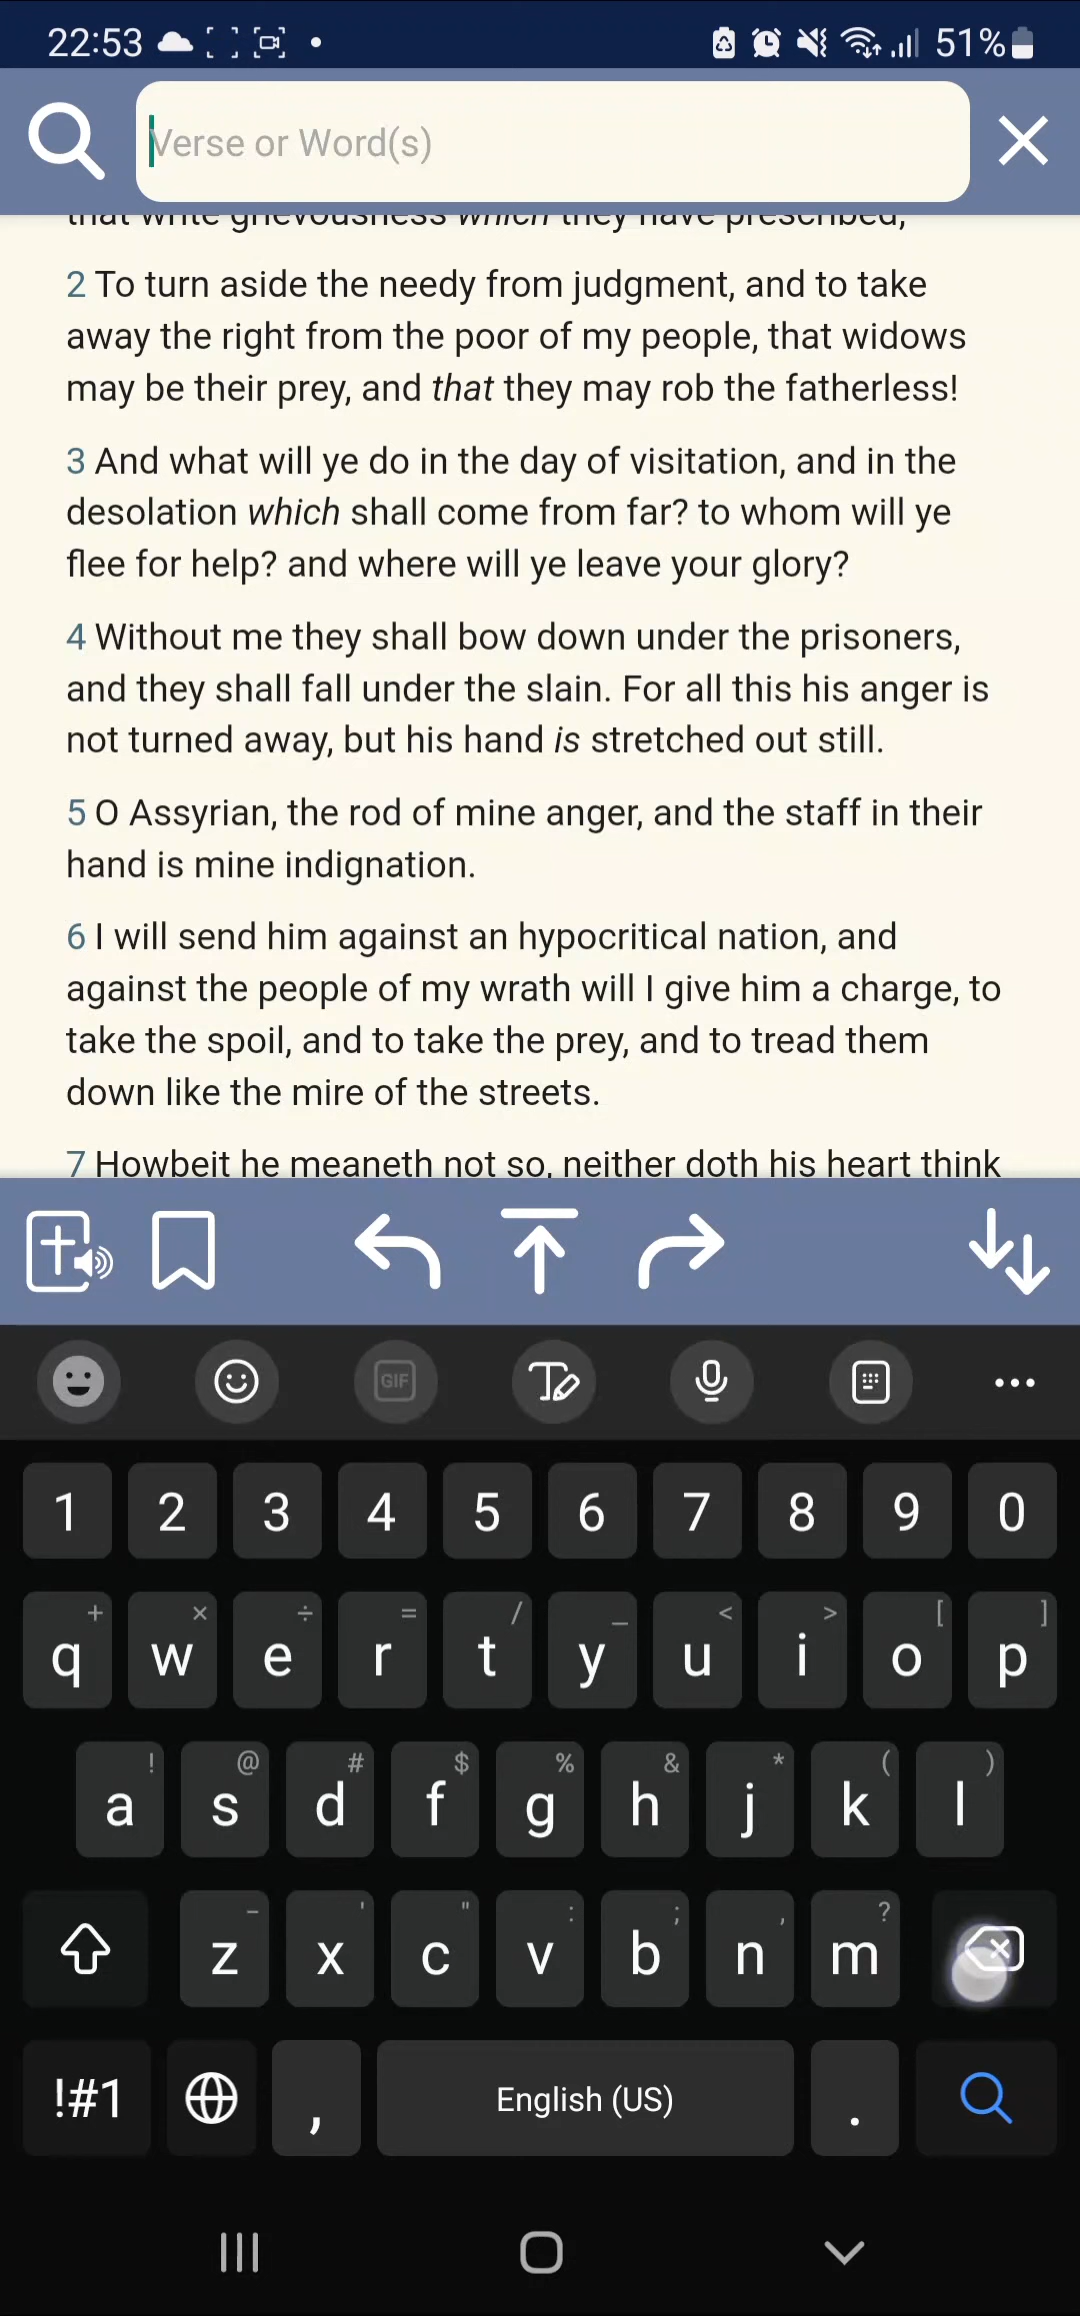 22:53 51%
Verse or Word(s)
that write grievousness which they have prescribed,
2 To turn aside the needy from judgment, and to take
away the right from the poor of my people, that widows
may be their prey, and that they may rob the fatherless!
3 And what will ye do in the day of visitation, and in the
desolation which shall come from far? to whom will ye
flee for help? and where will ye leave your glory?
4 Without me they shall bow down under the prisoners,
and they shall fall under the slain. For all this his anger is
not turned away, but his hand is stretched out still.
5 O Assyrian, the rod of mine anger, and the staff in their
hand is mine indignation.
6 I will send him against an hypocritical nation, and
against the people of my wrath will I give him a charge, to
take the spoil, and to take the prey, and to tread them
down like the mire of the streets.
7 Howbeit he meaneth not so, neither doth his heart think
GIF
1 2 3 4 5 6 7 8 9 0
+ × ÷ = / _ < > [ ]
q w e r t y u i o p
! @ # $ % & * ( )
a s d f g h j k l
- ' " : ; , ?
z x c v b n m
!#1 , English (US) .